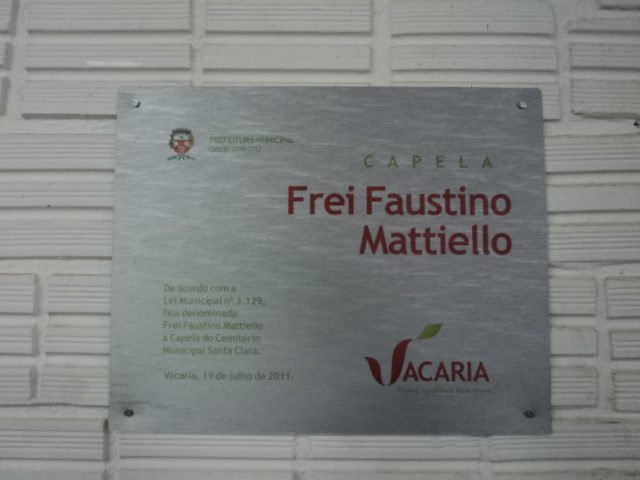 PREFEITURA MUNICIPAL
CAPELA
Frei Faustino
Mattiello
De acordo com a
Lei Municipal nº 3.129,
fica denominada
Frei Faustino Mattiello
a Capela do Cemitério
Municipal Santa Clara.
Vacaria, 19 de julho de 2011.
VACARIA